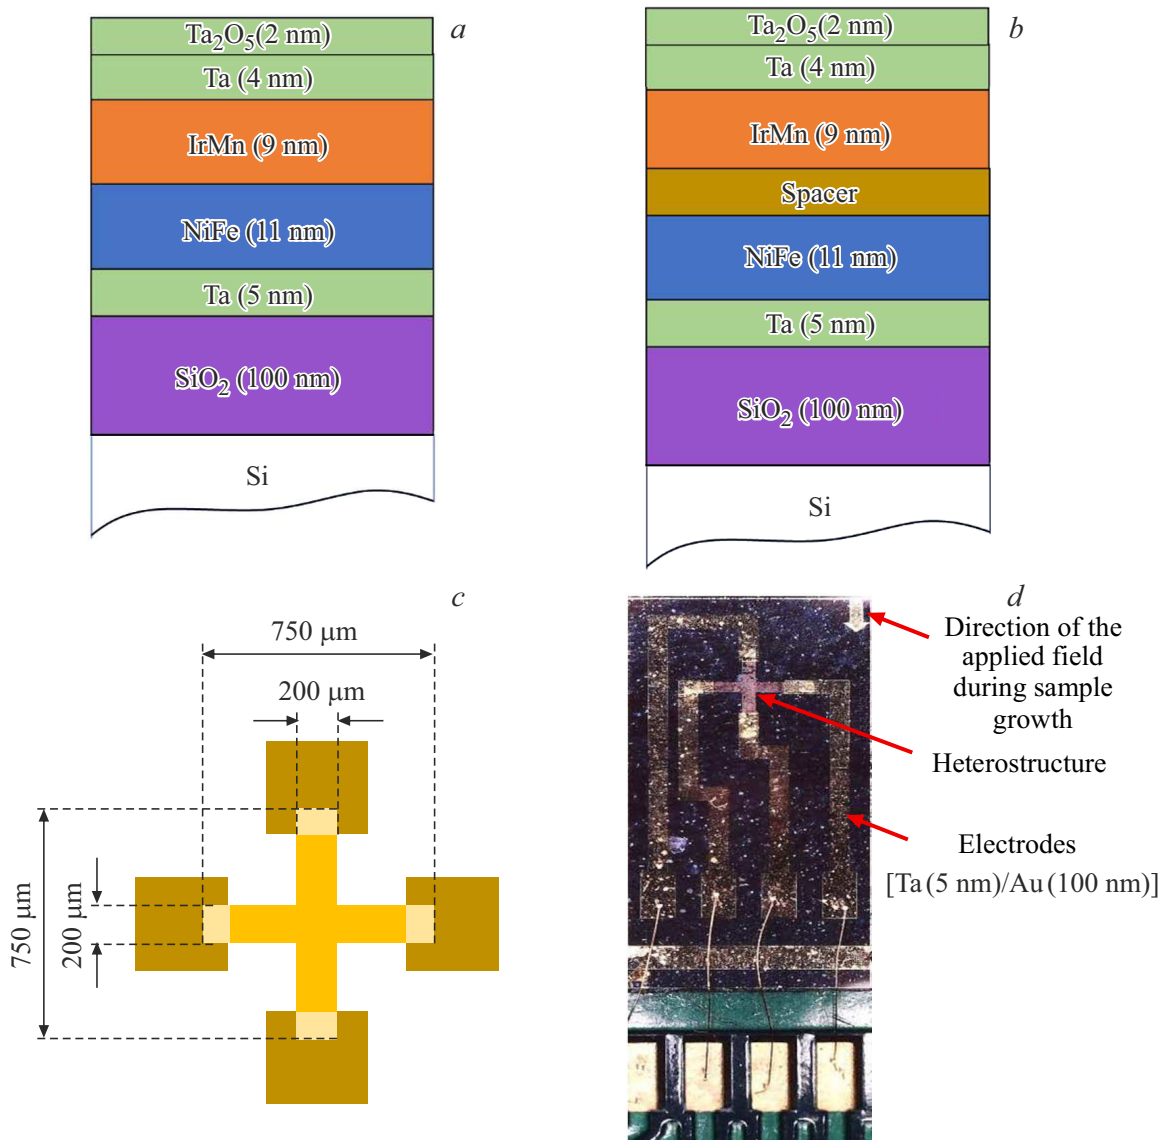 a
Ta2O5(2 nm)
Ta (4 nm)
IrMn (9 nm)
NiFe (11 nm)
Ta (5 nm)
SiO2 (100 nm)
Si
b
Ta2O5(2 nm)
Ta (4 nm)
IrMn (9 nm)
Spacer
NiFe (11 nm)
Ta (5 nm)
SiO2 (100 nm)
Si
c
750 μm
200 μm
750 μm
200 μm
d
Direction of the
applied field
during sample
growth
Heterostructure
Electrodes
[Ta (5 nm)/Au (100 nm)]